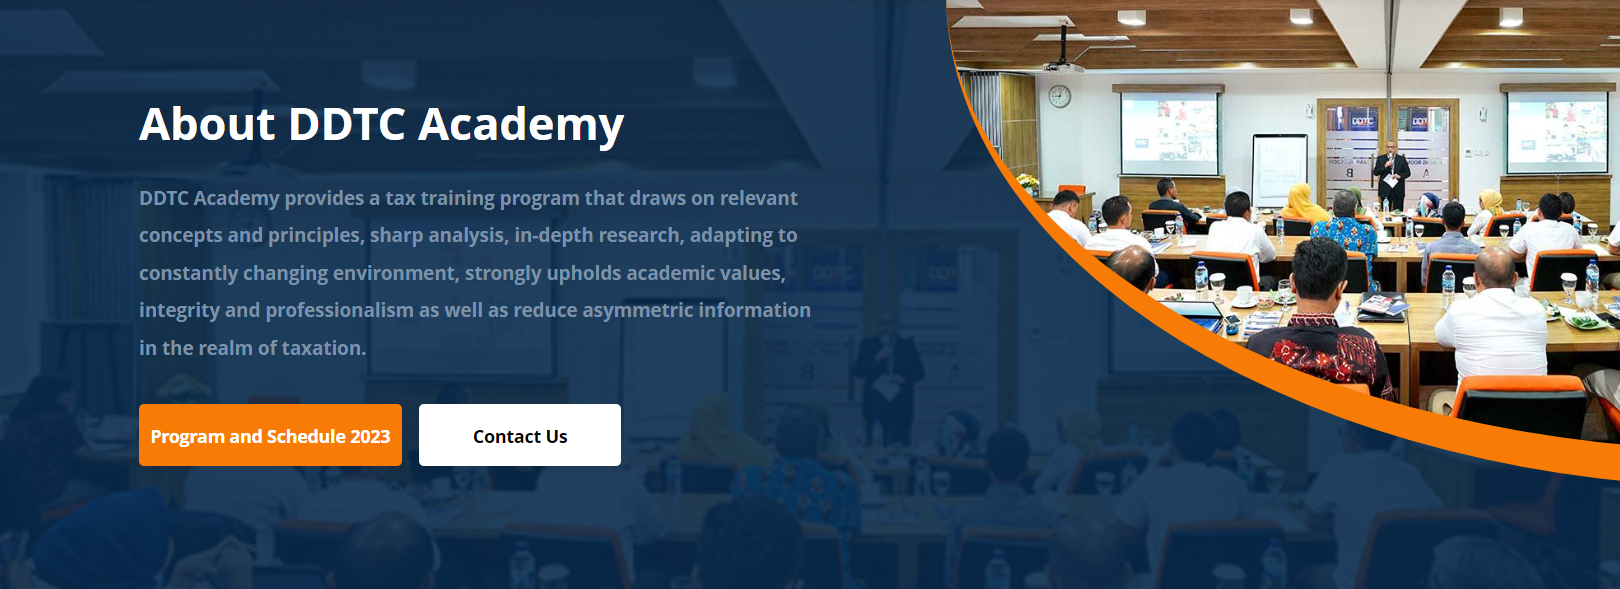 About DDTC Academy
DDTC Academy provides a tax training program that draws on relevant
concepts and principles, sharp analysis, in-depth research, adapting to
constantly changing environment, strongly upholds academic values,
integrity and professionalism as well as reduce asymmetric information
in the realm of taxation.
Program and Schedule 2023
Contact Us
DDTC